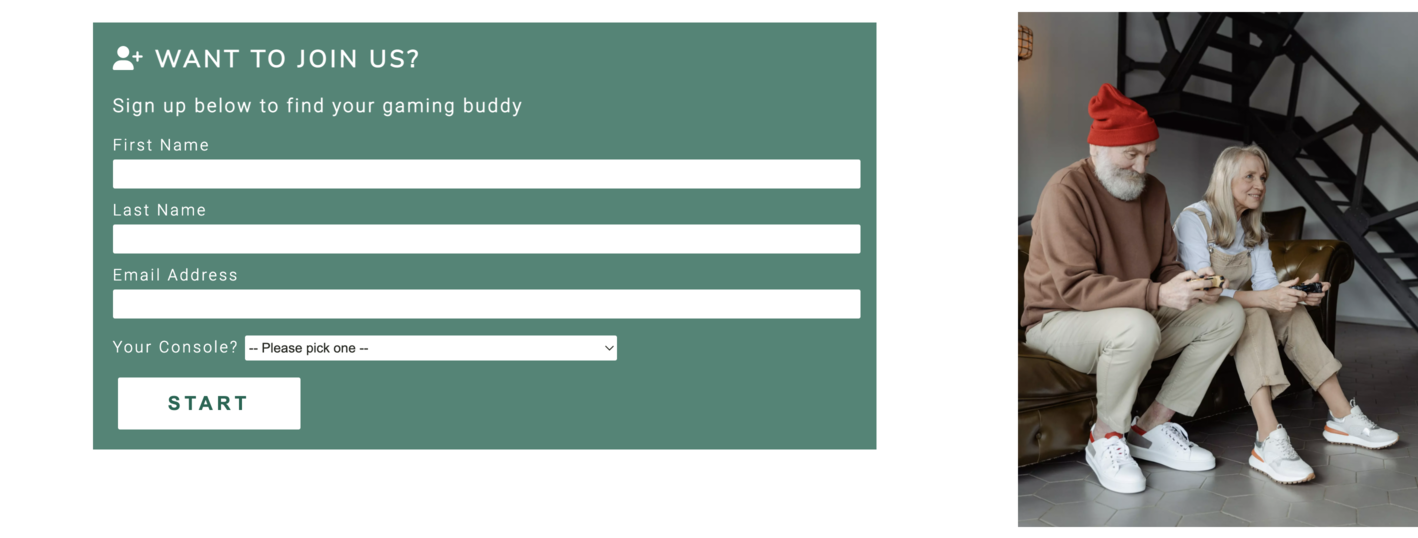 WANT TO JOIN US?
Sign up below to find your gaming buddy
First Name
Last Name
Email Address
Your Console? -- Please pick one --
START